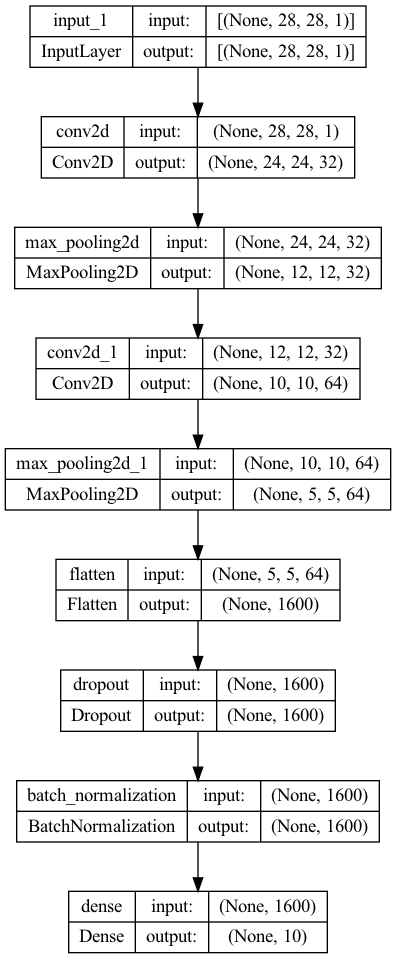 input_1 input: [(None, 28, 28, 1)]
InputLayer output: [(None, 28, 28, 1)]
conv2d input: (None, 28, 28, 1)
Conv2D output: (None, 24, 24, 32)
max_pooling2d input: (None, 24, 24, 32)
MaxPooling2D output: (None, 12, 12, 32)
conv2d_1 input: (None, 12, 12, 32)
Conv2D output: (None, 10, 10, 64)
max_pooling2d_1 input: (None, 10, 10, 64)
MaxPooling2D output: (None, 5, 5, 64)
flatten input: (None, 5, 5, 64)
Flatten output: (None, 1600)
dropout input: (None, 1600)
Dropout output: (None, 1600)
batch_normalization input: (None, 1600)
BatchNormalization output: (None, 1600)
dense input: (None, 1600)
Dense output: (None, 10)